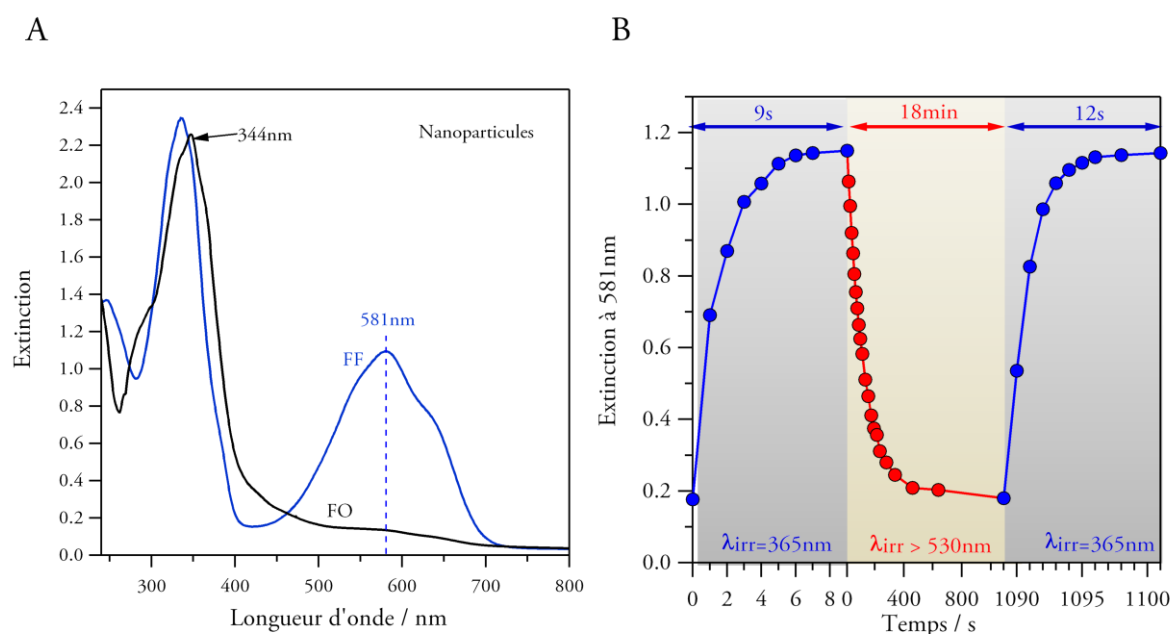 A
Nanoparticules
344nm
581nm
FF
FO
2.4
2.2
2.0
1.8
1.6
1.4
1.2
1.0
0.8
0.6
0.4
0.2
0.0
Extinction
300 400 500 600 700 800
Longueur d'onde / nm
B
9s 18min 12s
1.2
1.0
0.8
0.6
0.4
0.2
0.0
Extinction à 581nm
λirr=365nm λirr > 530nm λirr=365nm
0 2 4 6 8 0 400 800 1090 1095 1100
Temps / s